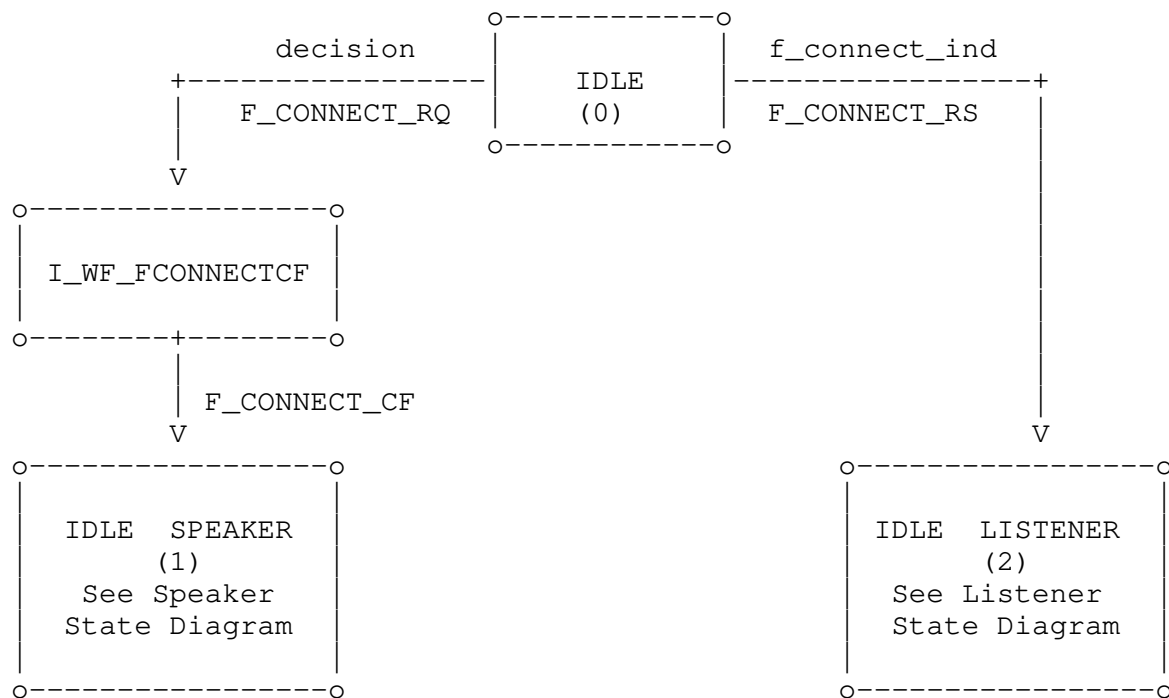 decision f_connect_ind
IDLE
F_CONNECT_RQ (0) F_CONNECT_RS
I_WF_FCONNECTCF
F_CONNECT_CF
IDLE SPEAKER IDLE LISTENER
(1) (2)
See Speaker See Listener
State Diagram State Diagram